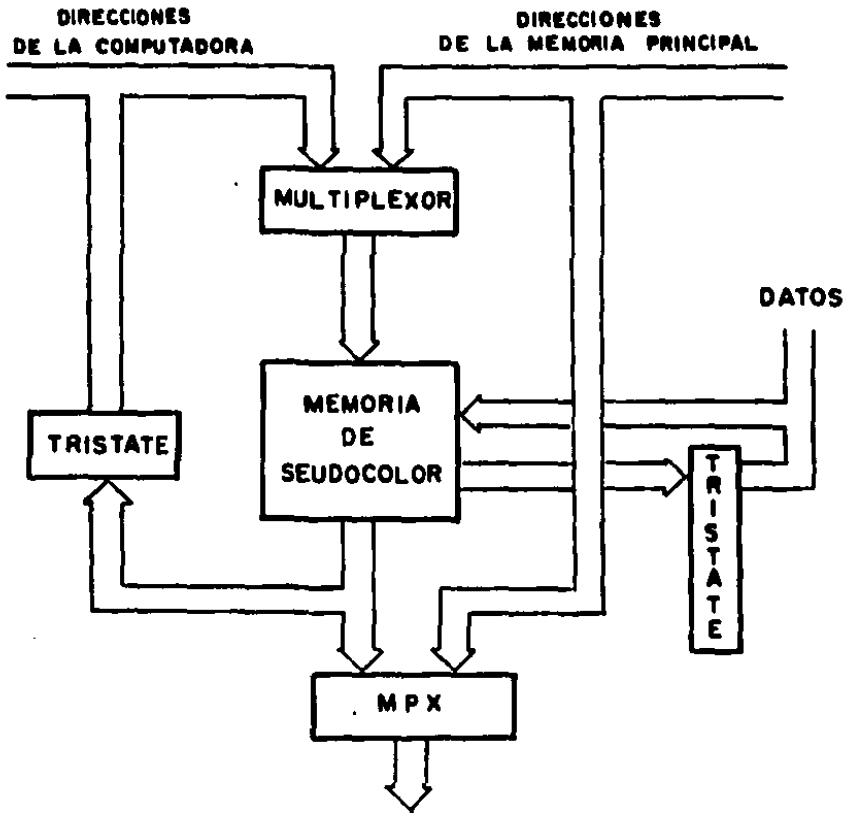 DIRECCIONES
DE LA COMPUTADORA
DIRECCIONES
DE LA MEMORIA PRINCIPAL
MULTIPLEXOR
DATOS
MEMORIA
DE
SEUDOCOLOR
TRISTATE
TRISTATE
MPX